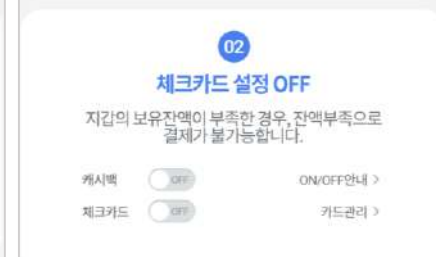 02
체크카드 설정 OFF
지갑의 보유잔액이 부족한 경우, 잔액부족으로
결제가 불가능합니다.
캐시백 OFF ON/OFF안내 >
체크카드 OFF 카드관리 >